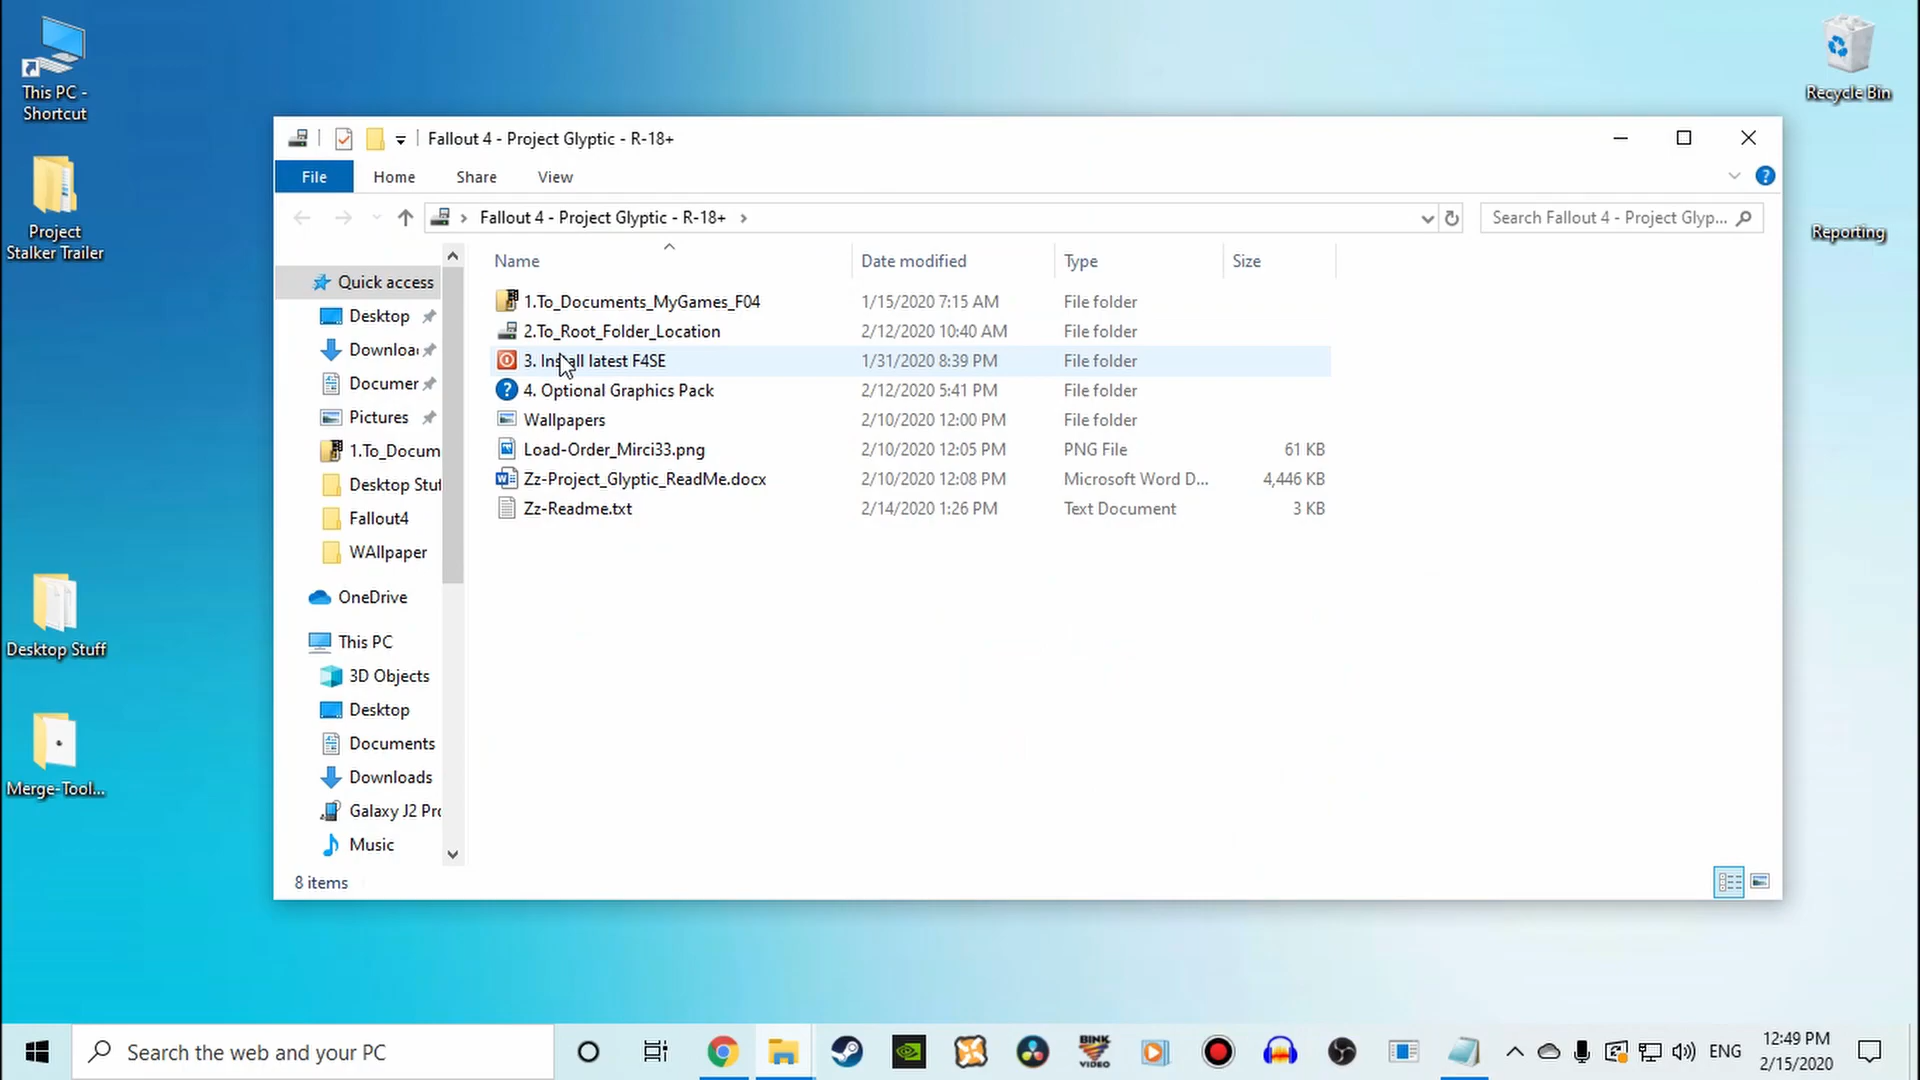 This PC -
Shortcut
Project
Stalker Trailer
Desktop Stuff
Merge-Tool...
Recycle Bin
Reporting
Fallout 4 - Project Glyptic - R-18+
File Home Share View
Fallout 4 - Project Glyptic - R-18+
Search Fallout 4 - Project Glyp...
Name Date modified Type Size
1.To_Documents_MyGames_F04 1/15/2020 7:15 AM File folder
2.To_Root_Folder_Location 2/12/2020 10:40 AM File folder
3. Install latest F4SE 1/31/2020 8:39 PM File folder
4. Optional Graphics Pack 2/12/2020 5:41 PM File folder
Wallpapers 2/10/2020 12:00 PM File folder
Load-Order_Mirci33.png 2/10/2020 12:05 PM PNG File 61 KB
Zz-Project_Glyptic_ReadMe.docx 2/10/2020 12:08 PM Microsoft Word D... 4,446 KB
Zz-Readme.txt 2/14/2020 1:26 PM Text Document 3 KB
Quick access
Desktop
Downloa
Documer
Pictures
1.To_Docum
Desktop Stuf
Fallout4
WAllpaper
OneDrive
This PC
3D Objects
Desktop
Documents
Downloads
Galaxy J2 Pro
Music
8 items
Search the web and your PC
BINK
VIDEO
ENG
12:49 PM
2/15/2020